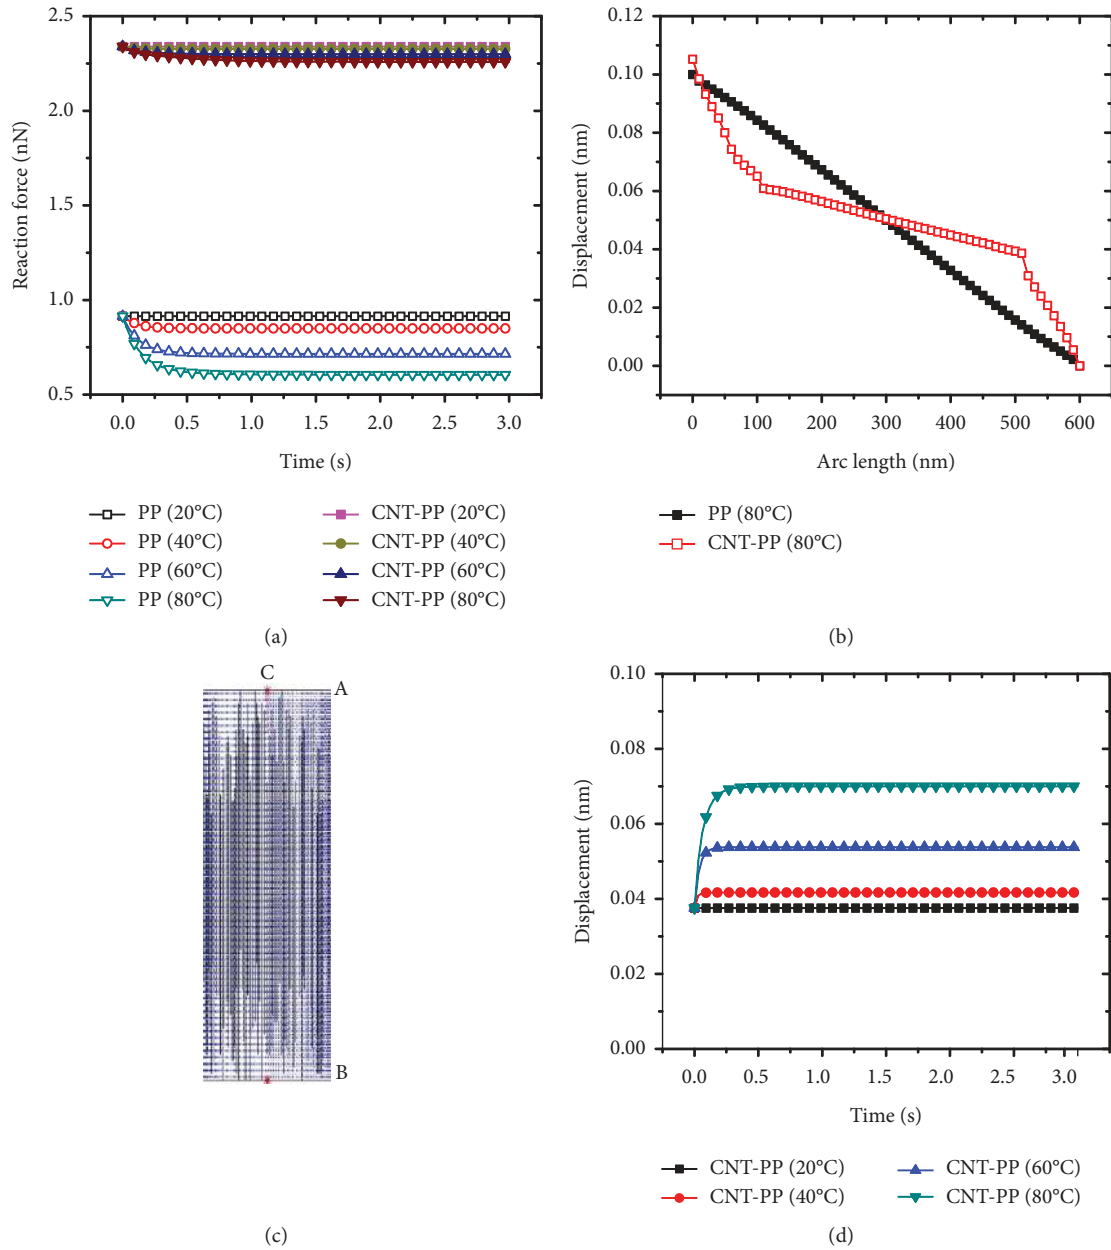 2.5
2.0
1.5
1.0
0.5
Reaction force (nN)
0.0 0.5 1.0 1.5 2.0 2.5 3.0
Time (s)
PP (20°C) CNT-PP (20°C)
PP (40°C) CNT-PP (40°C)
PP (60°C) CNT-PP (60°C)
PP (80°C) CNT-PP (80°C)
(a)
0.12
0.10
0.08
0.06
0.04
0.02
0.00
Displacement (nm)
0 100 200 300 400 500 600
Arc length (nm)
PP (80°C)
CNT-PP (80°C)
(b)
C
A
B
(c)
0.10
0.08
0.06
0.04
0.02
0.00
Displacement (nm)
0.0 0.5 1.0 1.5 2.0 2.5 3.0
Time (s)
CNT-PP (20°C) CNT-PP (60°C)
CNT-PP (40°C) CNT-PP (80°C)
(d)